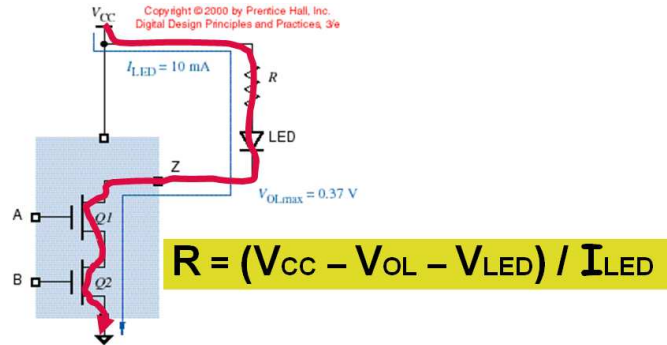 Copyright © 2000 by Prentice Hall, Inc.
Digital Design Principles and Practices, 3/e
VCC
ILED = 10 mA
R
LED
Z
VOLmax = 0.37 V
A
Q1
B
Q2
R = (VCC – VOL – VLED) / ILED